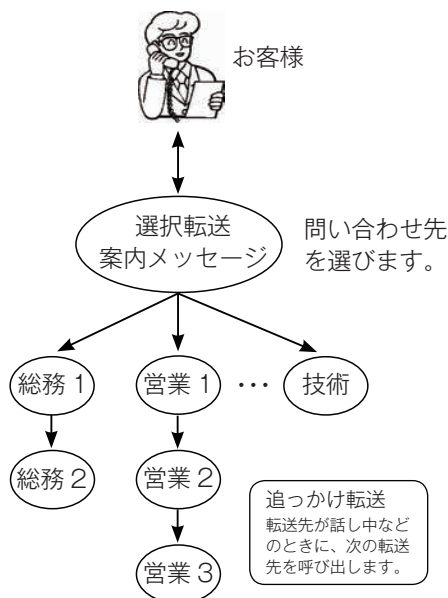 お客様
選択転送
案内メッセージ
問い合わせ先
を選びます。
総務 1
営業 1
・・・
技術
総務 2
営業 2
営業 3
追っかけ転送
転送先が話し中など
のときに、次の転送
先を呼び出します。